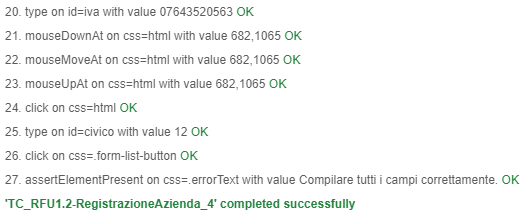 20. type on id=iva with value 07643520563 OK
21. mouseDownAt on css=html with value 682,1065 OK
22. mouseMoveAt on css=html with value 682,1065 OK
23. mouseUpAt on css=html with value 682,1065 OK
24. click on css=html OK
25. type on id=civico with value 12 OK
26. click on css=.form-list-button OK
27. assertElementPresent on css=.errorText with value Compilare tutti i campi correttamente. OK
'TC_RFU1.2-RegistrazioneAzienda_4' completed successfully